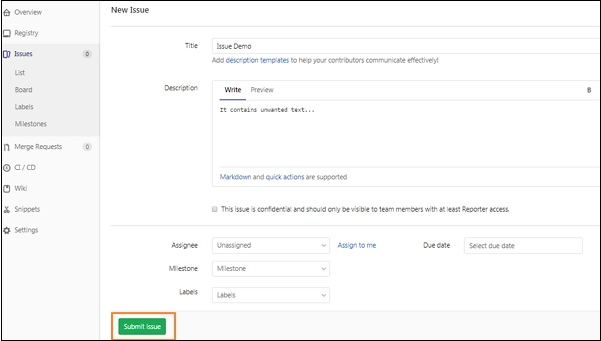 Overview
Registry
Issues 0
List
Board
Labels
Milestones
Merge Requests 0
CI / CD
Wiki
Snippets
Settings
New Issue
Title Issue Demo
Add description templates to help your contributors communicate effectively!
Description Write Preview B
It contains unwanted text...
Markdown and quick actions are supported
This issue is confidential and should only be visible to team members with at least Reporter access.
Assignee Unassigned Assign to me Due date Select due date
Milestone Milestone
Labels Labels
Submit issue